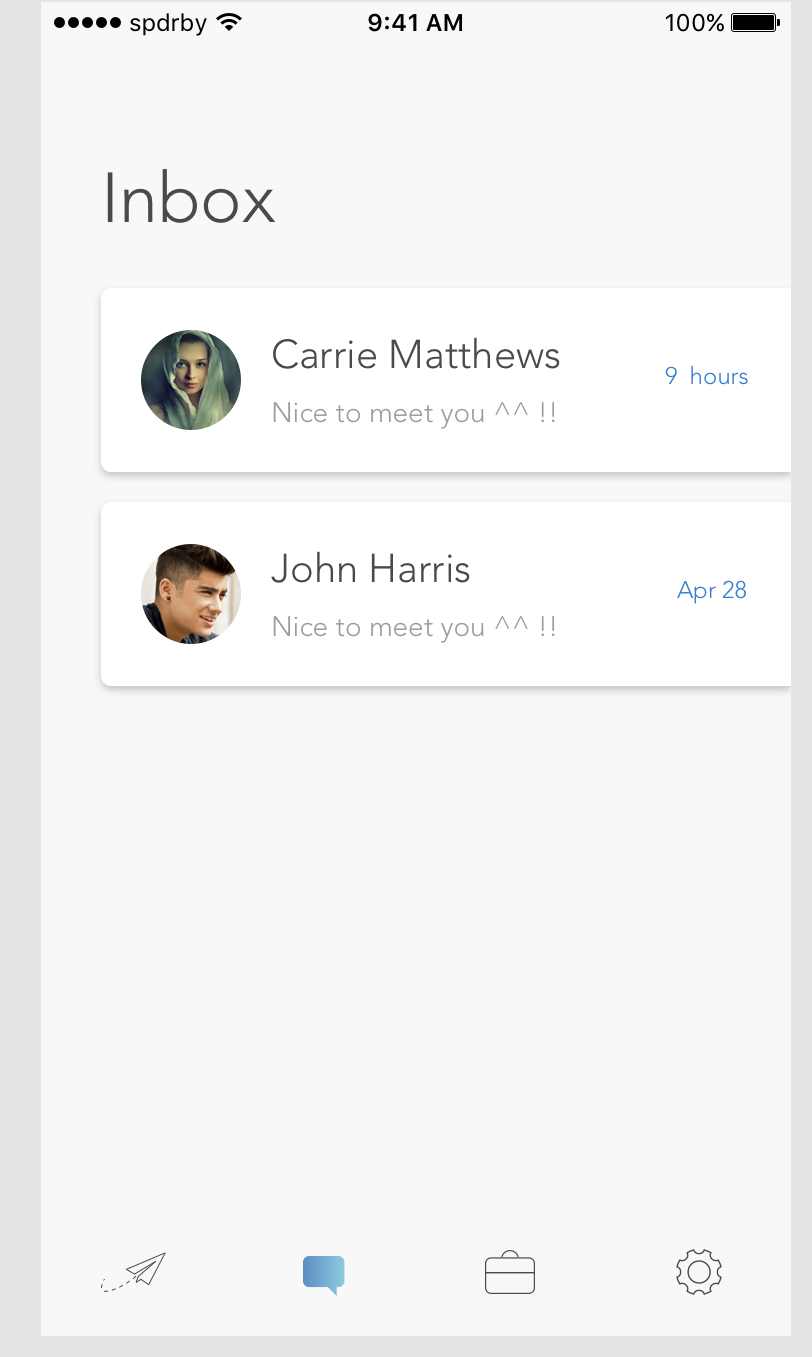 spdrby 9:41 AM 100%
Inbox
Carrie Matthews
9 hours
Nice to meet you ^^ !!
John Harris
Apr 28
Nice to meet you ^^ !!